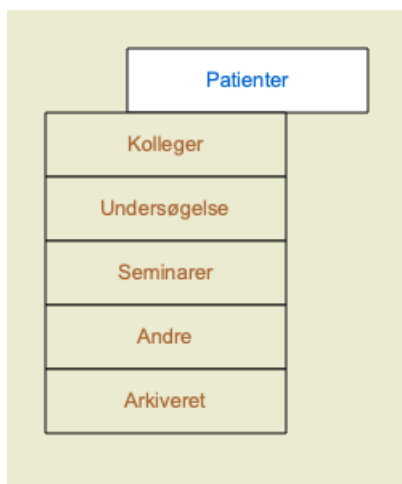 Patienter
Kolleger
Undersøgelse
Seminarer
Andre
Arkiveret